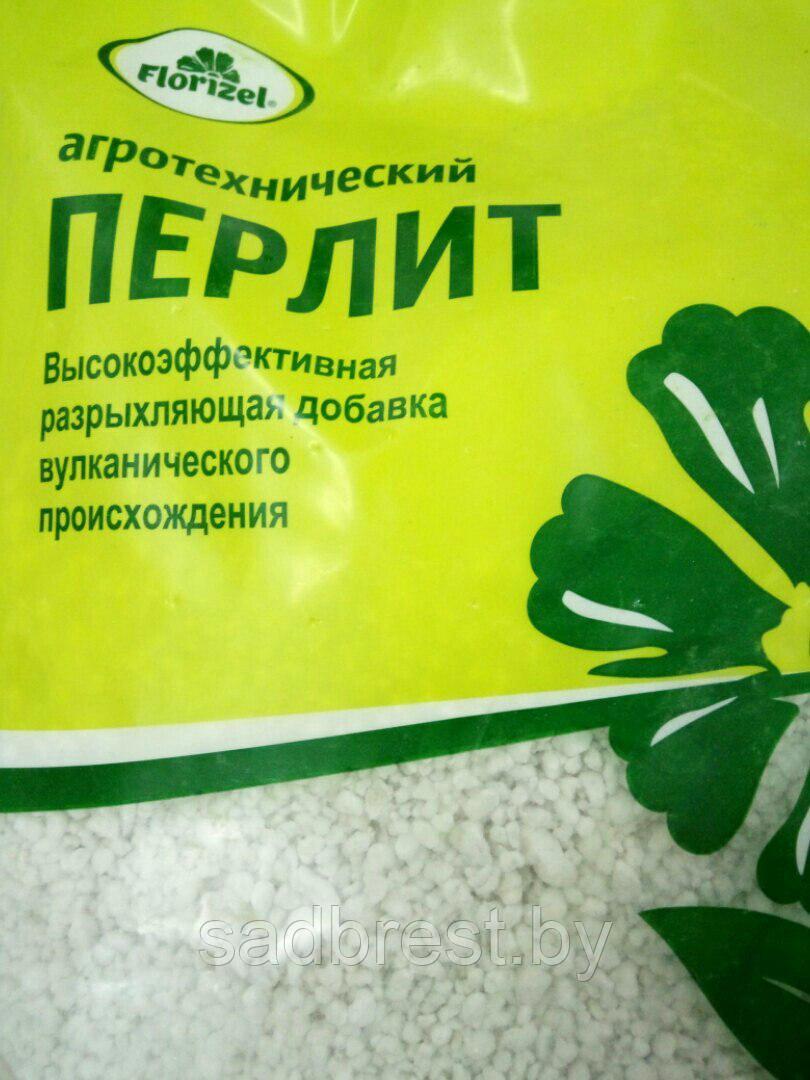 Florizel®
агротехнический
ПЕРЛИТ
Высокоэффективная
разрыхляющая добавка
вулканического
происхождения
sadbrest.by